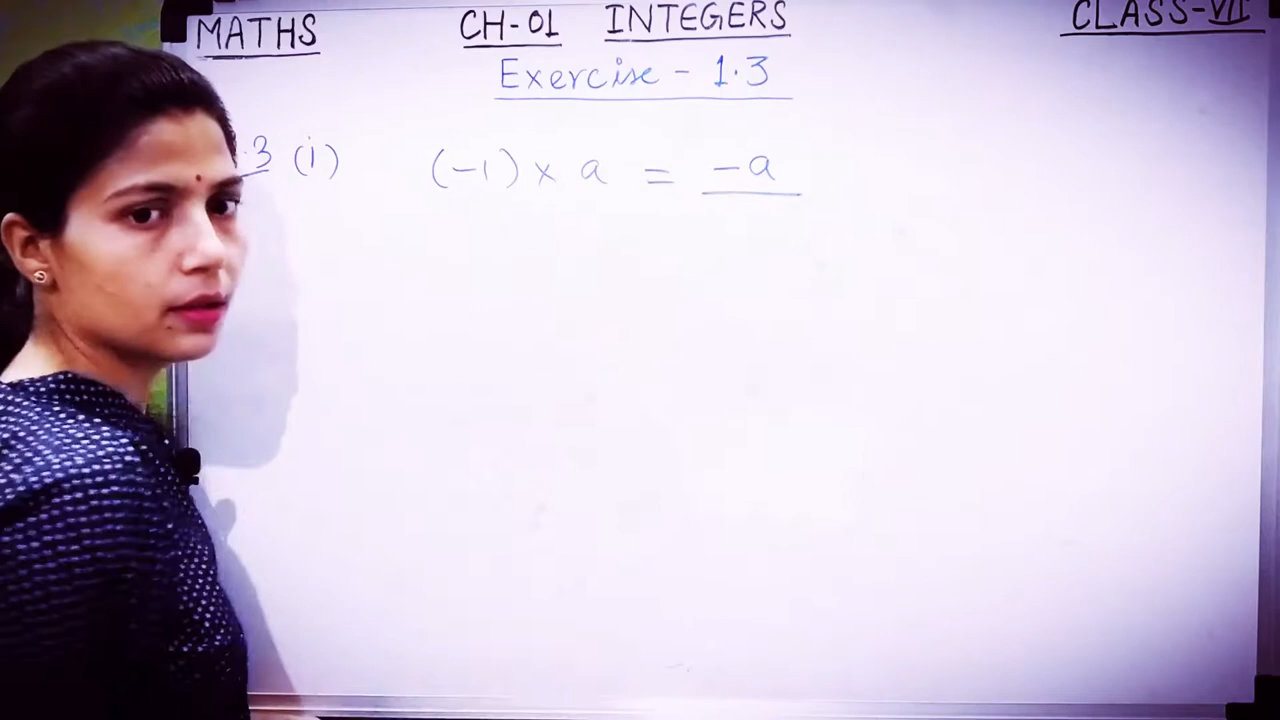 MATHS CH-01 INTEGERS CLASS-VII
Exercise - 1.3
.3 (i) (-1) × a = -a